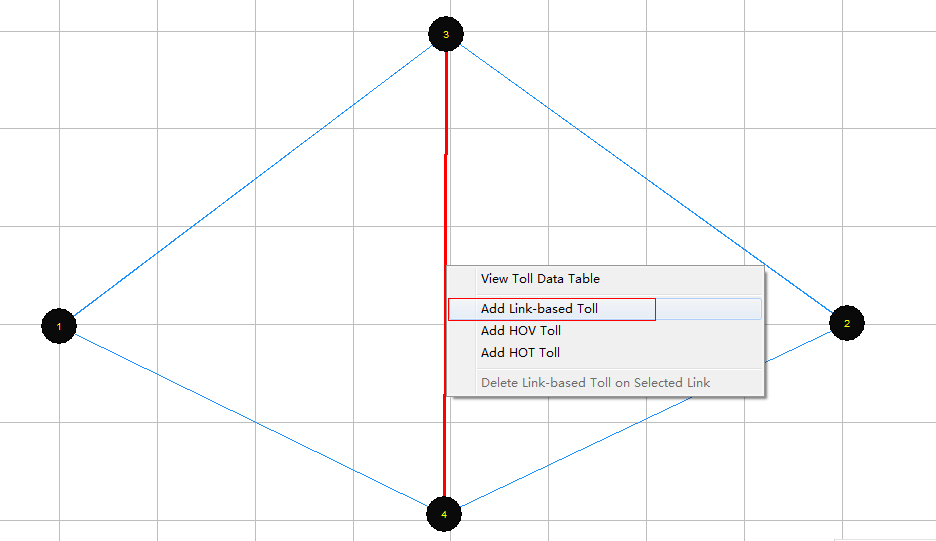 3
View Toll Data Table
Add Link-based Toll
1
2
Add HOV Toll
Add HOT Toll
Delete Link-based Toll on Selected Link
4